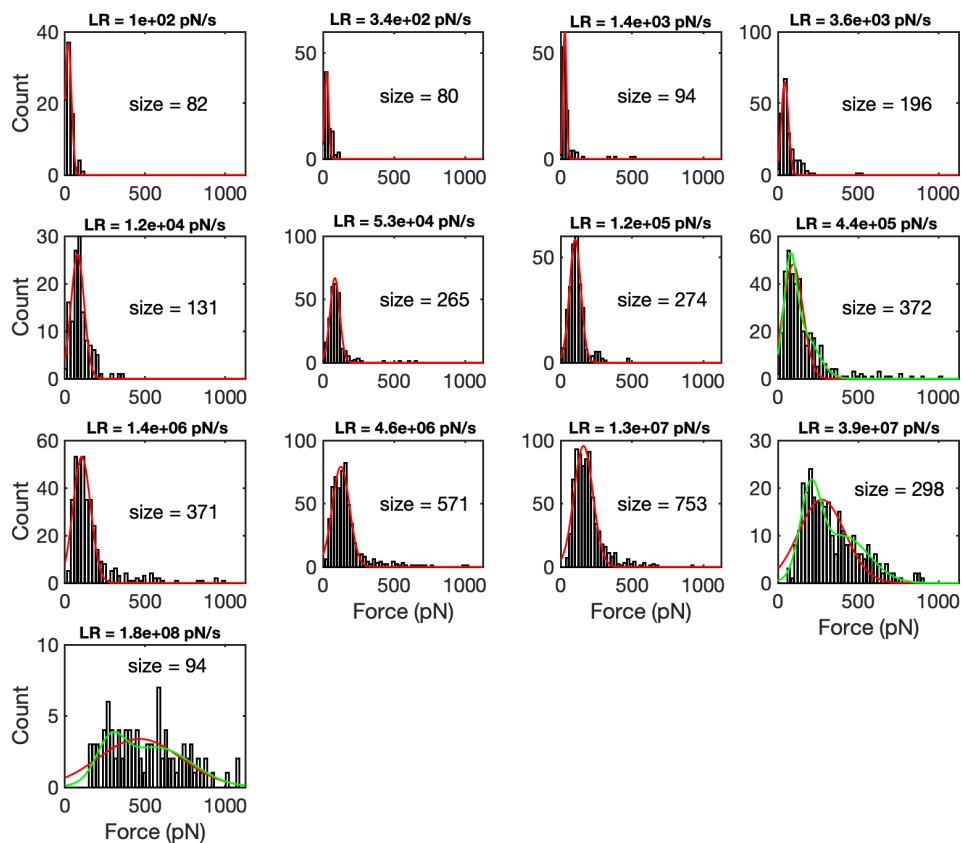 LR = 1e+02 pN/s
40
20
0
Count
size = 82
0 500 1000
LR = 3.4e+02 pN/s
60
40
20
0
size = 80
0 500 1000
LR = 1.4e+03 pN/s
60
40
20
0
size = 94
0 500 1000
LR = 3.6e+03 pN/s
100
50
0
size = 196
0 500 1000
LR = 1.2e+04 pN/s
30
20
10
0
Count
size = 131
0 500 1000
LR = 5.3e+04 pN/s
100
50
0
size = 265
0 500 1000
LR = 1.2e+05 pN/s
60
40
20
0
size = 274
0 500 1000
LR = 4.4e+05 pN/s
60
40
20
0
size = 372
0 500 1000
LR = 1.4e+06 pN/s
60
40
20
0
Count
size = 371
0 500 1000
LR = 4.6e+06 pN/s
100
50
0
size = 571
0 500 1000
Force (pN)
LR = 1.3e+07 pN/s
100
50
0
size = 753
0 500 1000
Force (pN)
LR = 3.9e+07 pN/s
30
20
10
0
size = 298
0 500 1000
Force (pN)
LR = 1.8e+08 pN/s
10
5
0
Count
size = 94
0 500 1000
Force (pN)